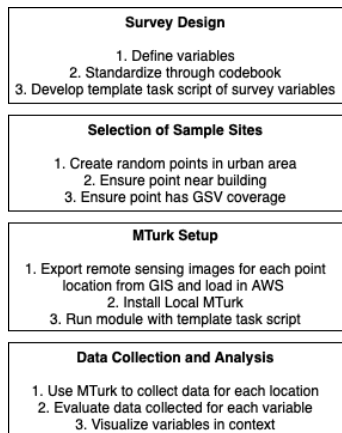 Survey Design
1. Define variables
2. Standardize through codebook
3. Develop template task script of survey variables
Selection of Sample Sites
1. Create random points in urban area
2. Ensure point near building
3. Ensure point has GSV coverage
MTurk Setup
1. Export remote sensing images for each point
location from GIS and load in AWS
2. Install Local MTurk
3. Run module with template task script
Data Collection and Analysis
1. Use MTurk to collect data for each location
2. Evaluate data collected for each variable
3. Visualize variables in context